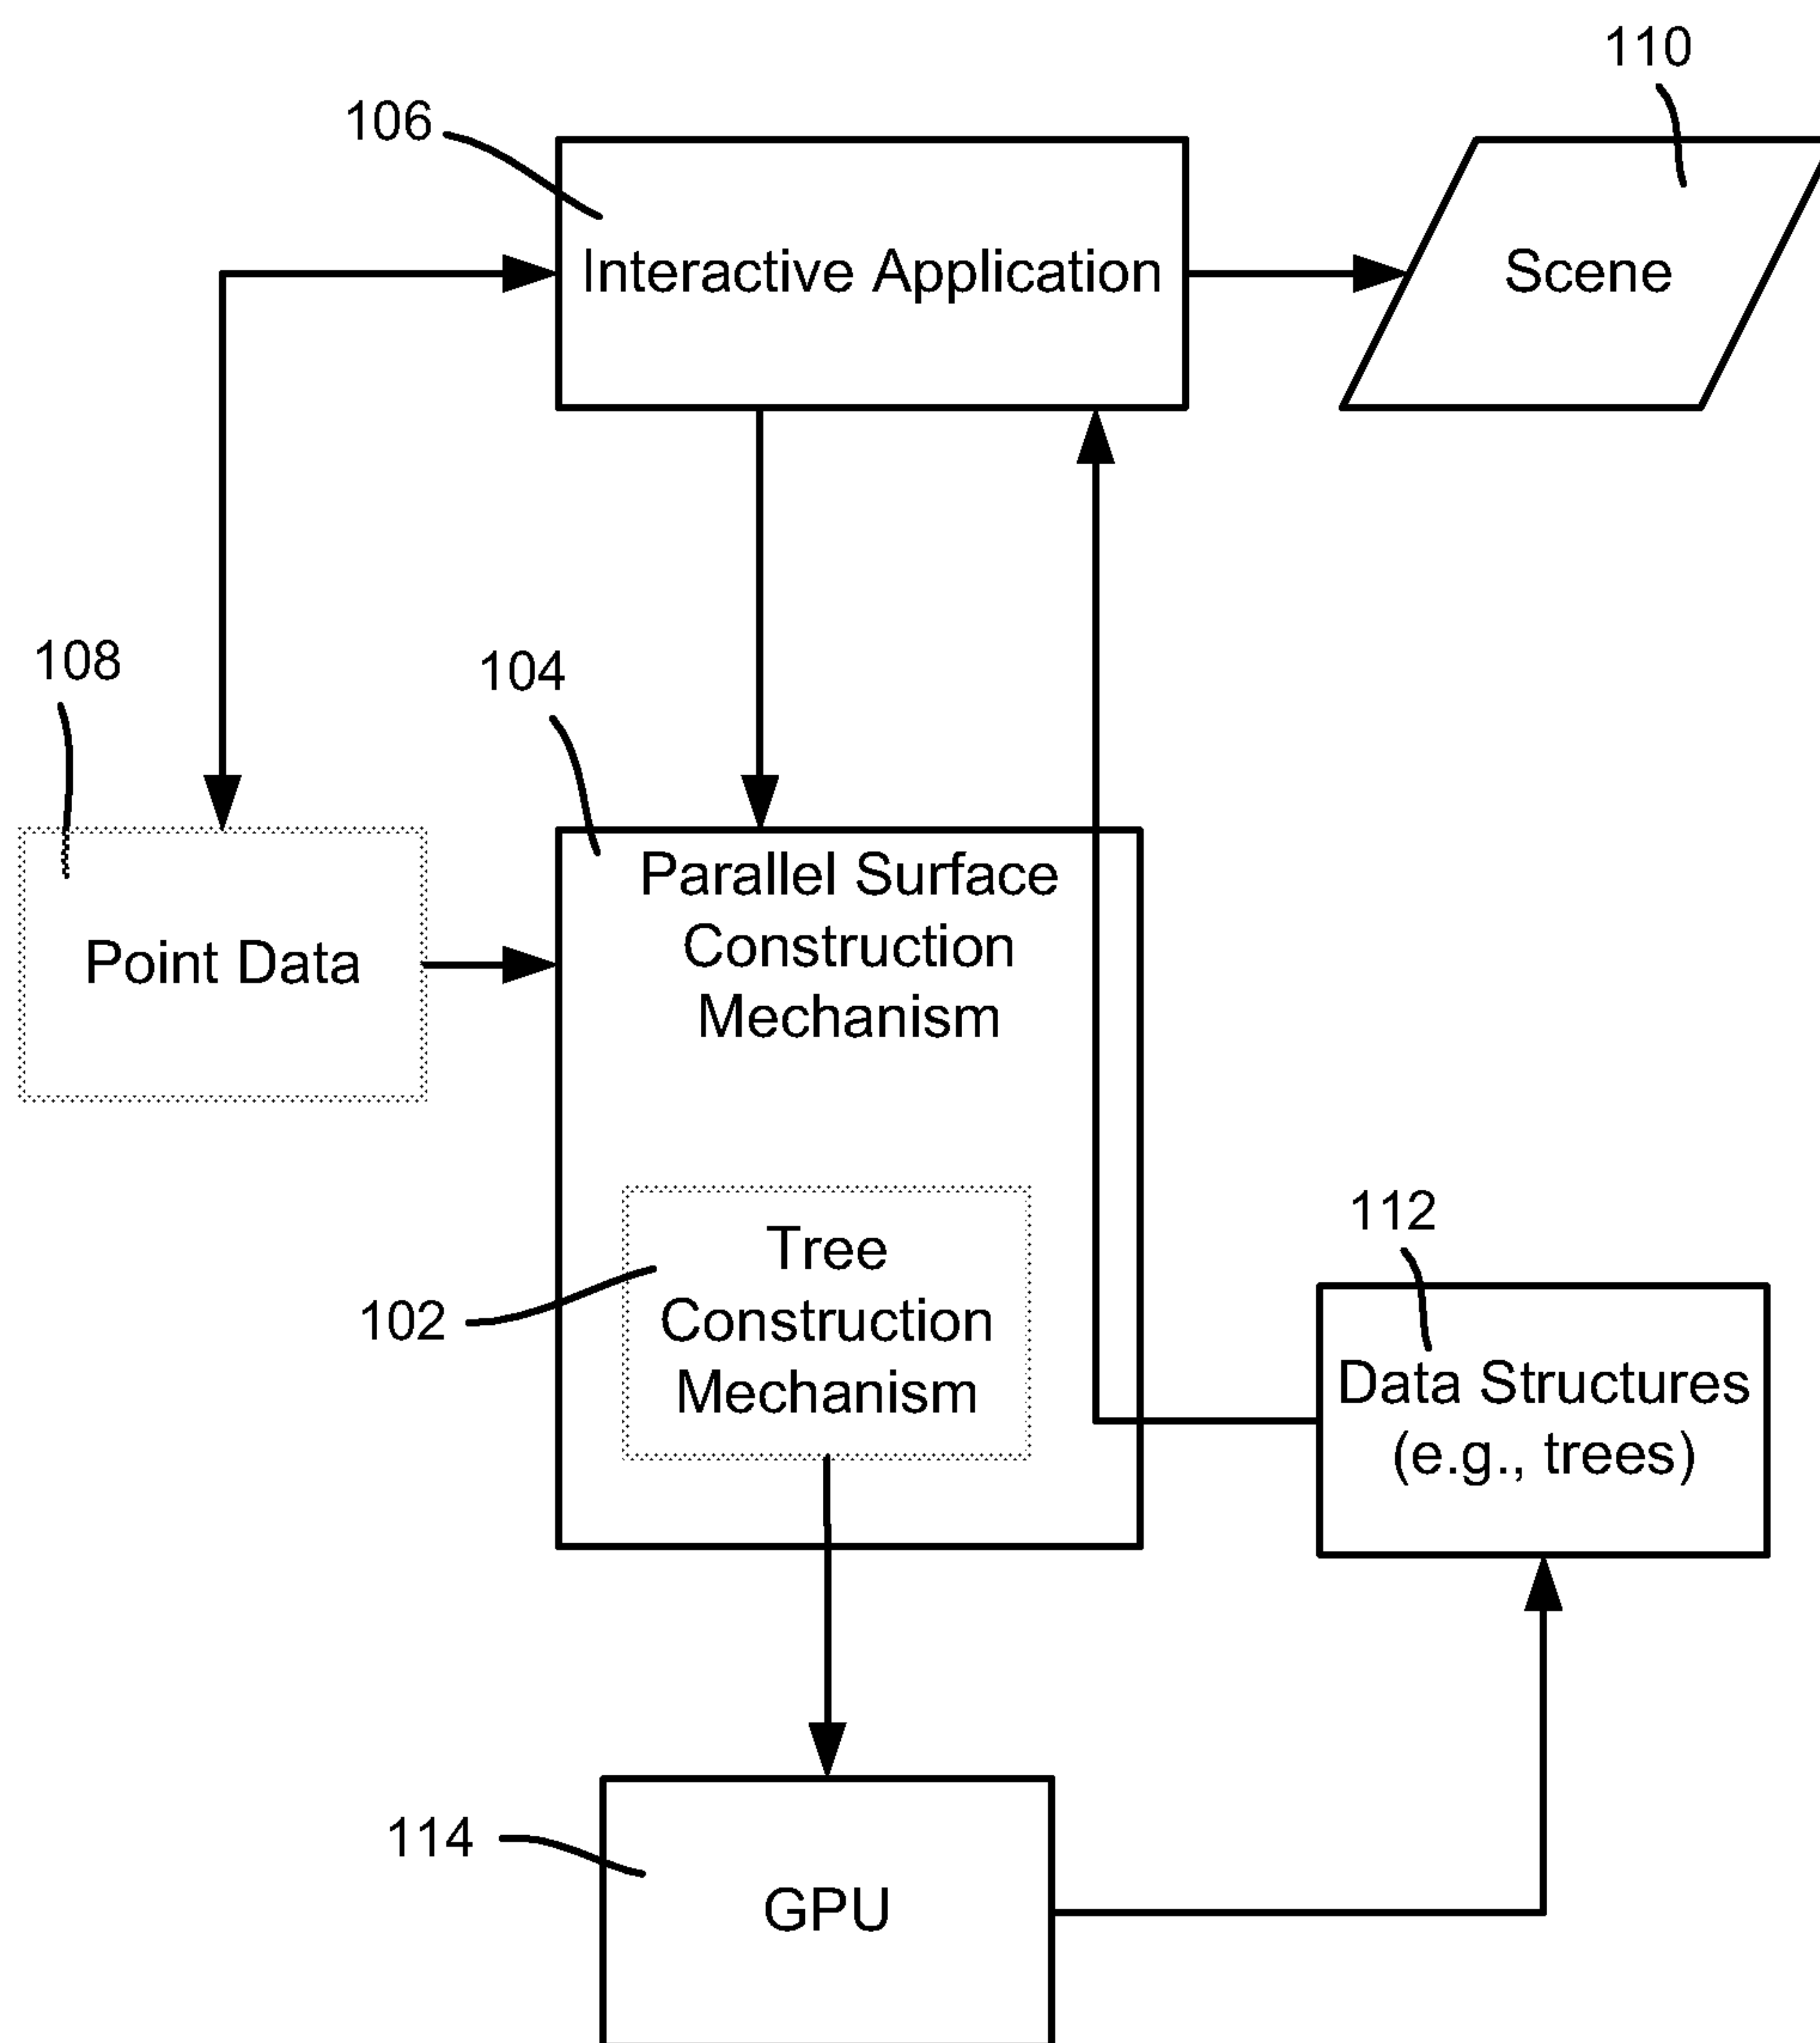 110
106
Interactive Application
Scene
108
104
Parallel Surface
Construction
Mechanism
Point Data
112
Tree
Construction
Mechanism
102
Data Structures
(e.g., trees)
114
GPU